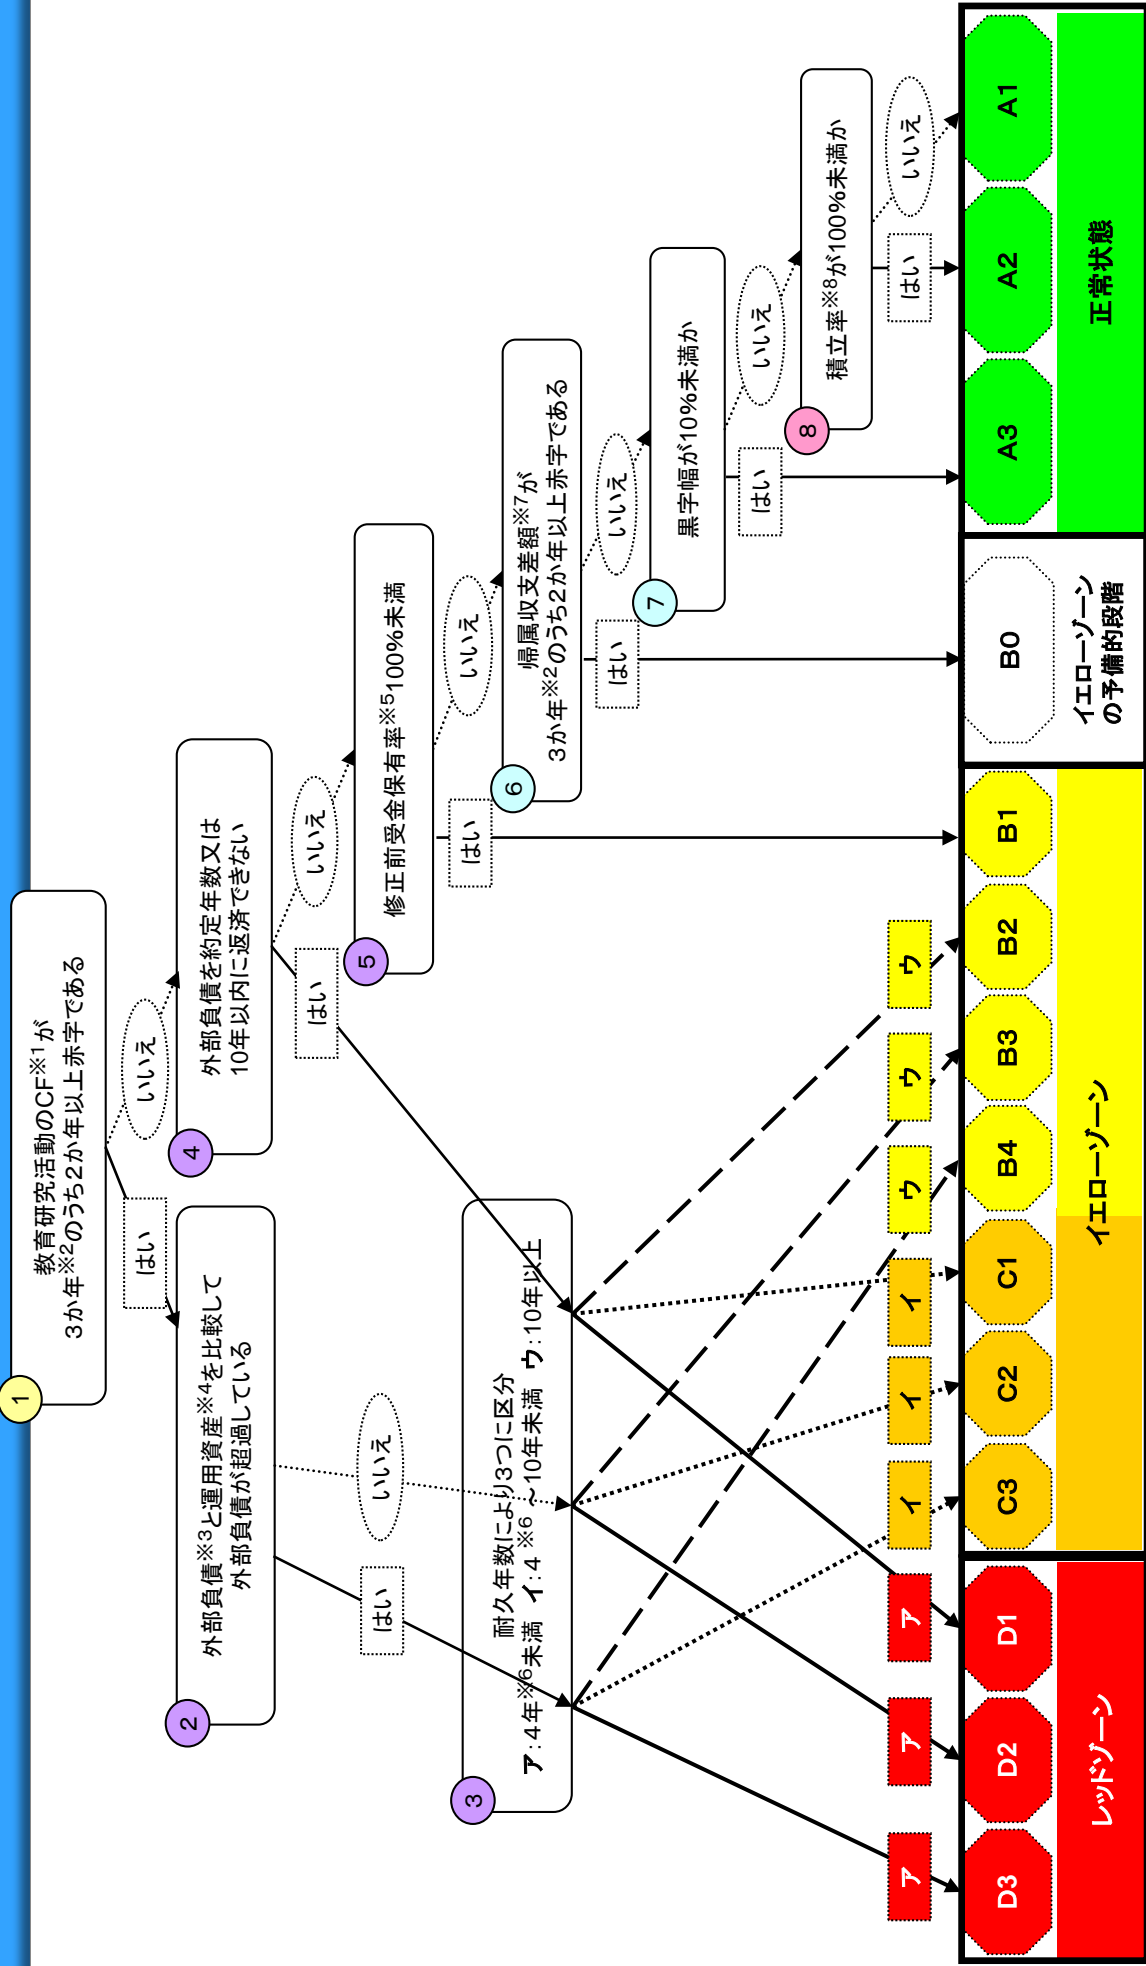 1
教育研究活動のCF※1が
3か年※2のうち2か年以上赤字である
はい
いいえ
2
外部負債※3と運用資産※4を比較して
外部負債が超過している
4
外部負債を約定年数又は
10年以内に返済できない
はい
いいえ
はい
いいえ
3
耐久年数により3つに区分
ア:4年※6未満 イ:4※6~10年未満 ウ:10年以上
5
修正前受金保有率※5100%未満
はい
いいえ
6
帰属収支差額※7が
3か年※2のうち2か年以上赤字である
はい
いいえ
7
黒字幅が10%未満か
はい
いいえ
8
積立率※8が100%未満か
はい
いいえ
ア
ア
ア
イ
イ
イ
ウ
ウ
ウ
D3
D2
D1
C3
C2
C1
B4
B3
B2
B1
B0
A3
A2
A1
レッドゾーン
イエローゾーン
イエローゾーン
の予備的段階
正常状態